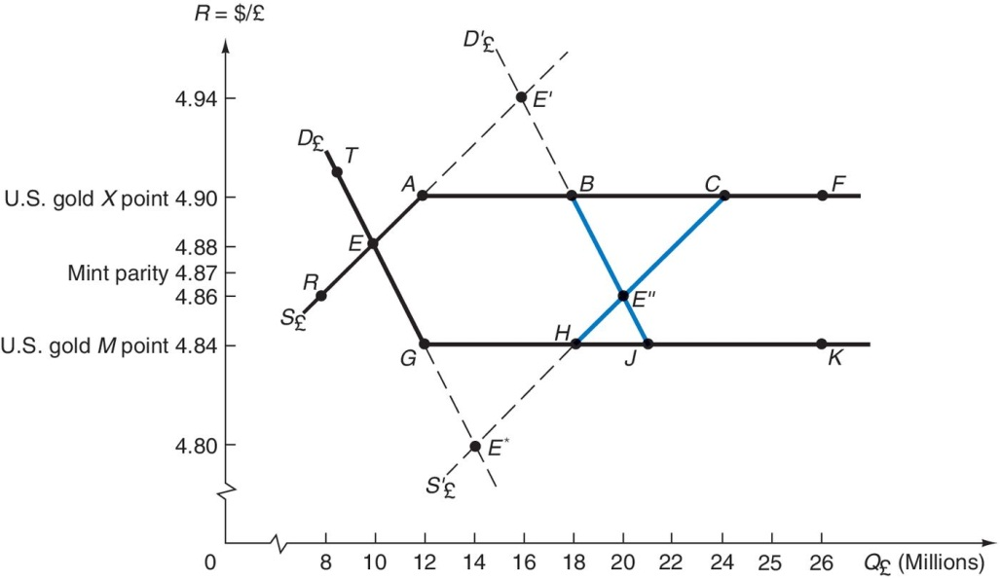 R = $/£
D'£
4.94
E'
D£
T
A
B
C
F
U.S. gold X point 4.90
4.88
E
Mint parity 4.87
R
4.86
E"
S£
H
U.S. gold M point 4.84
G
J
K
4.80
E*
S'£
0
8 10 12 14 16 18 20 22 24 25 26 Q£ (Millions)